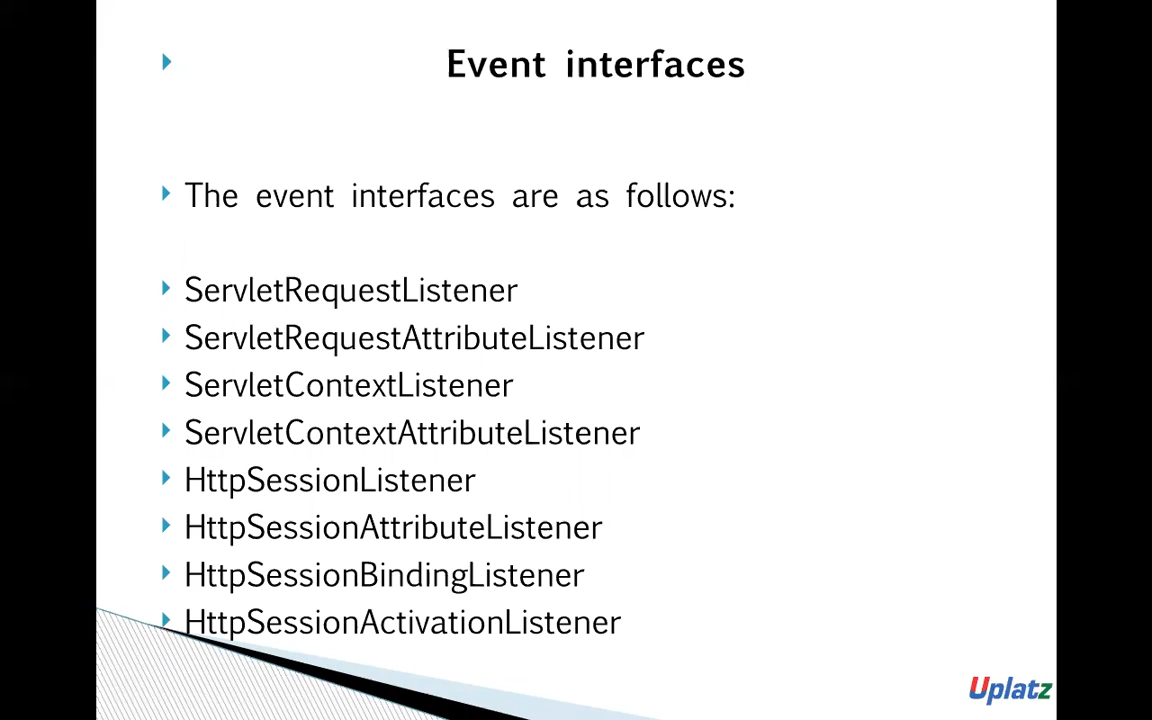 Event interfaces
The event interfaces are as follows:
ServletRequestListener
ServletRequestAttributeListener
ServletContextListener
ServletContextAttributeListener
HttpSessionListener
HttpSessionAttributeListener
HttpSessionBindingListener
HttpSessionActivationListener
Uplatz